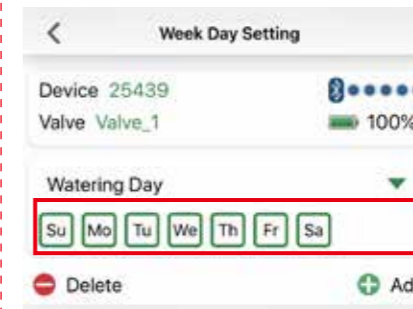 Week Day Setting
Device 25439
Valve Valve_1 100%
Watering Day
Su Mo Tu We Th Fr Sa
Delete Ad